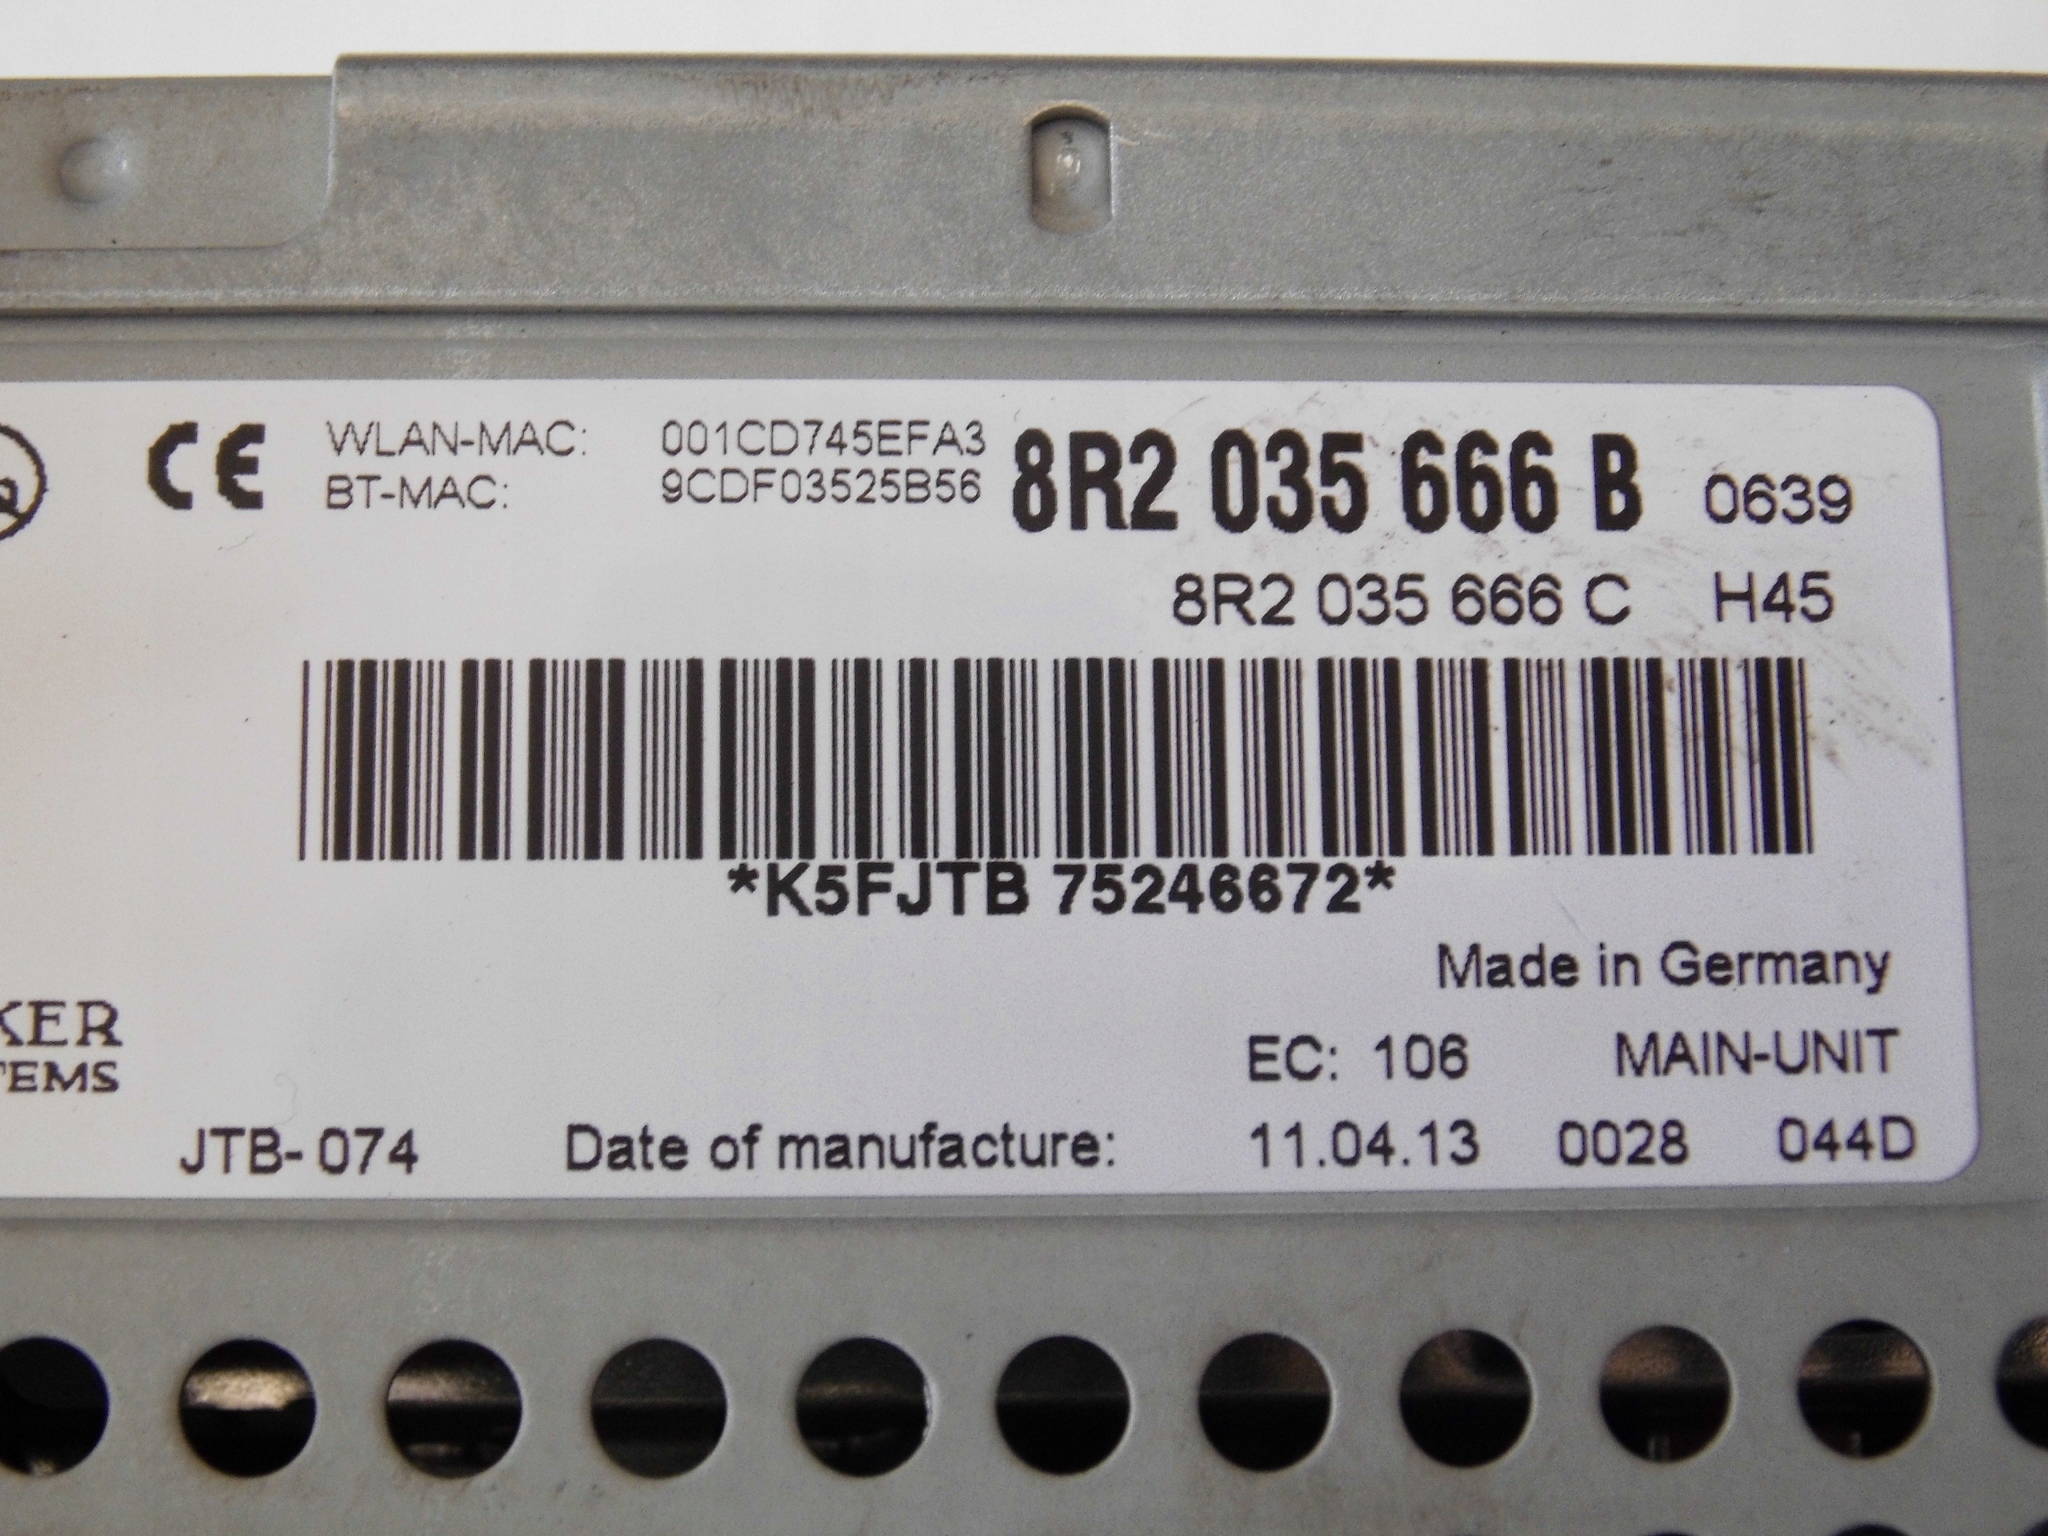 CE WLAN-MAC: 001CD745EFA3
BT-MAC: 9CDF03525B56
8R2 035 666 B 0639
8R2 035 666 C H45
*K5FJTB 75246672*
Made in Germany
KER
TEMS
EC: 106 MAIN-UNIT
JTB-074 Date of manufacture: 11.04.13 0028 044D